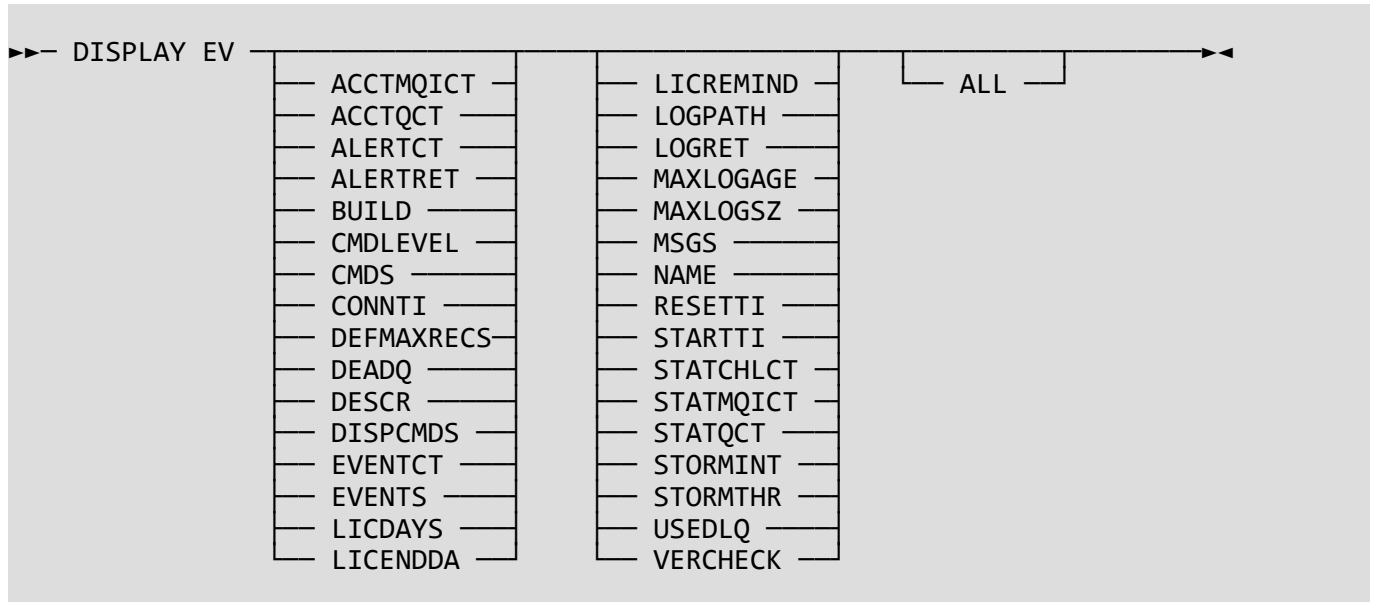 DISPLAY EV
ACCTMQICT LICREMIND ALL
ACCTQCT LOGPATH
ALERTCT LOGRET
ALERTRET MAXLOGAGE
BUILD MAXLOGSZ
CMDLEVEL MSGS
CMDS NAME
CONNTI RESETTI
DEFMAXRECS STARTTI
DEADQ STATCHLCT
DESCR STATMQICT
DISPCMDS STATQCT
EVENTCT STORMINT
EVENTS STORMTHR
LICDAYS USEDLQ
LICENDDA VERCHECK